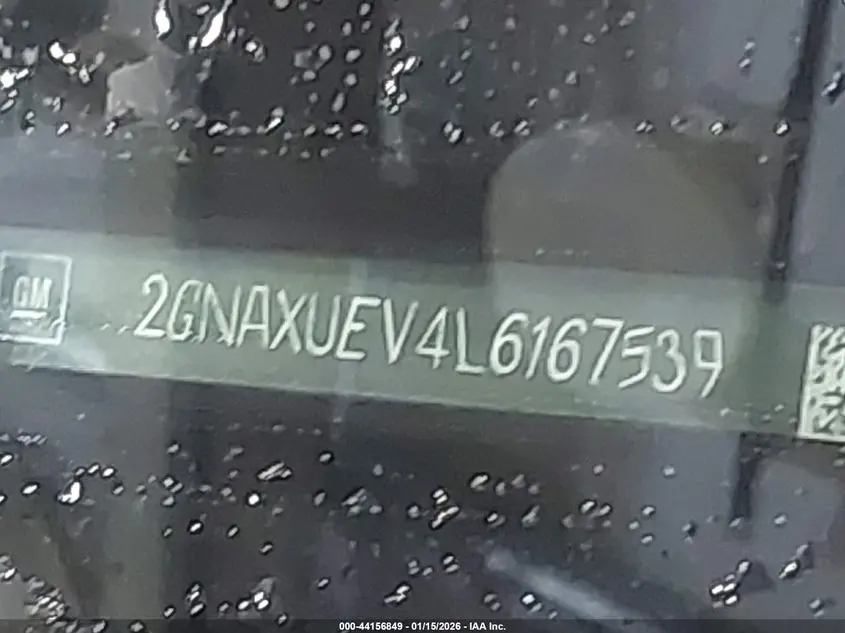 GM
2GNAXUEV4L6167539
000-44156849 - 01/15/2026 - IAA Inc.